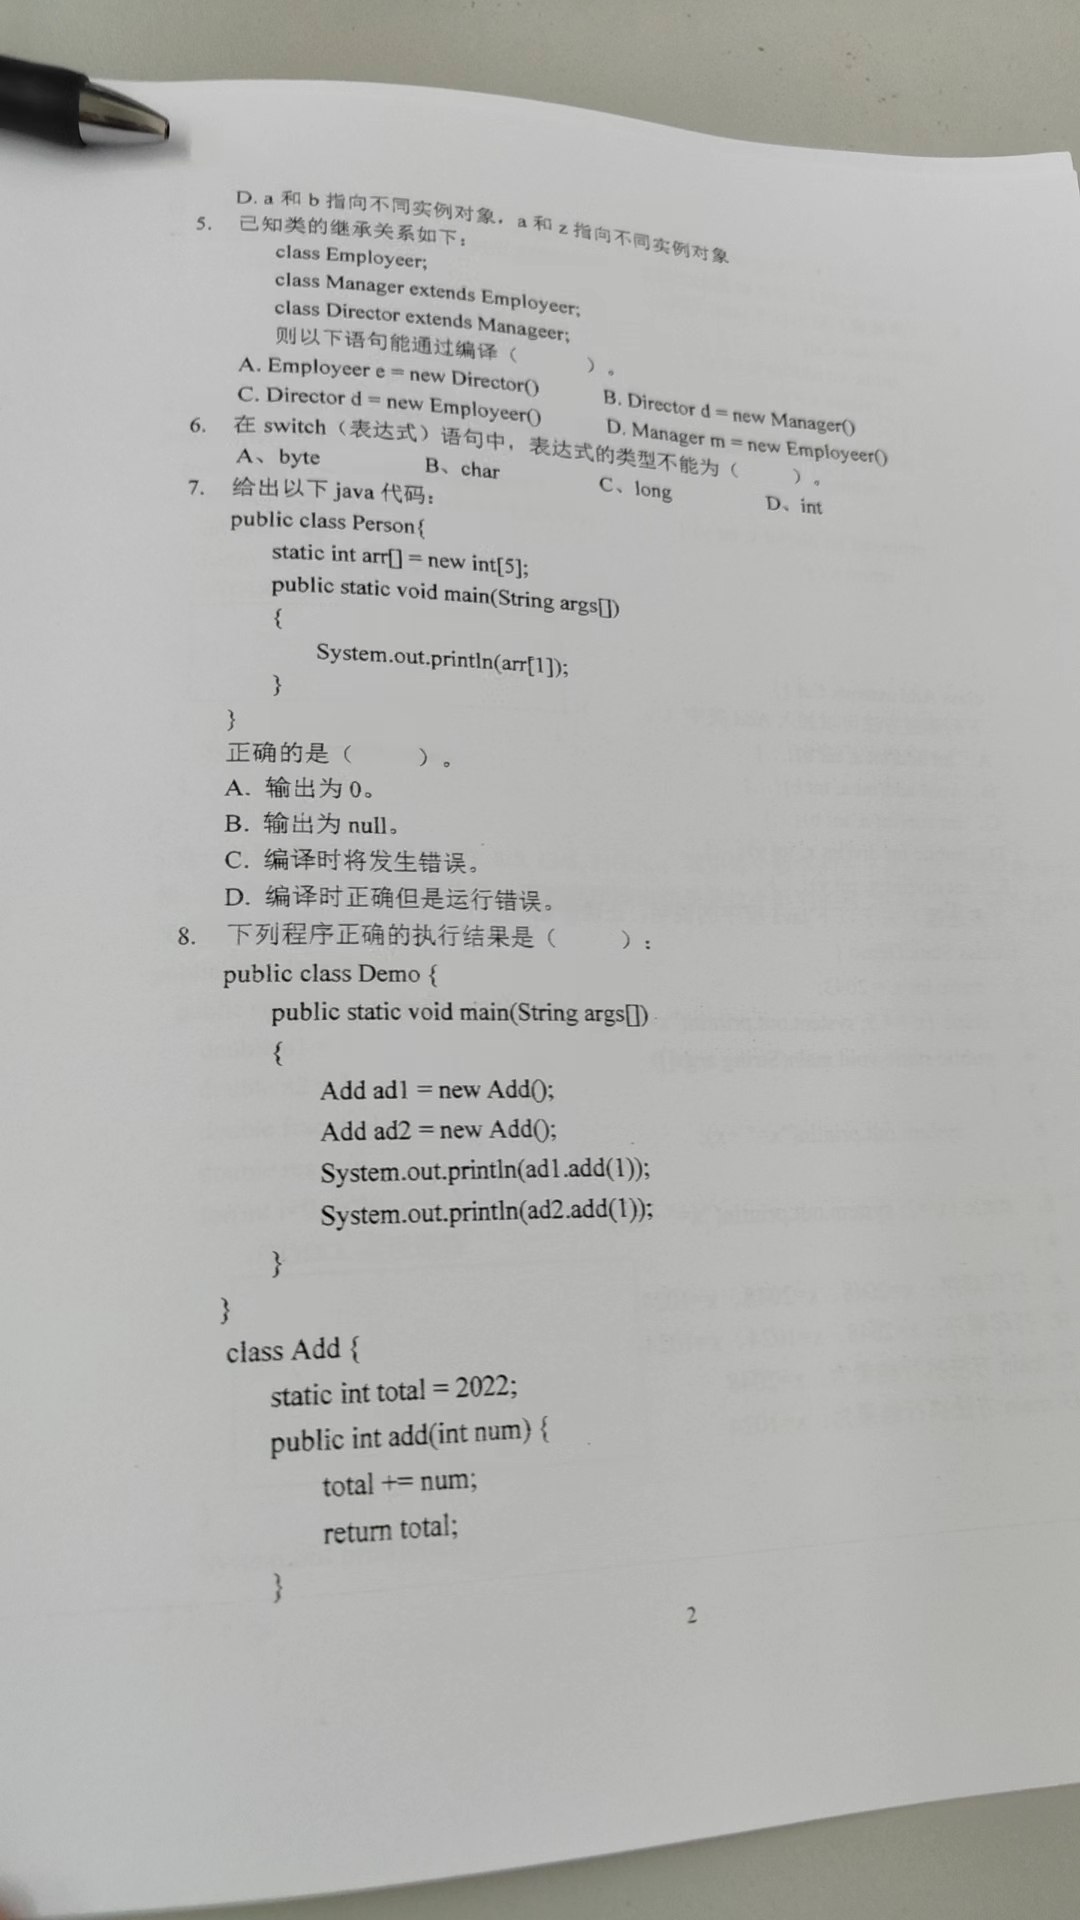 D. a 和 b 指向不同实例对象，a 和 z 指向不同实例对象
5. 已知类的继承关系如下：
class Employeer;
class Manager extends Employeer;
class Director extends Manageer;
则以下语句能通过编译（ ）。
A. Employeer e = new Director() B. Director d = new Manager()
C. Director d = new Employeer() D. Manager m = new Employeer()
6. 在 switch（表达式）语句中，表达式的类型不能为（ ）。
A、byte B、char C、long D、int
7. 给出以下 java 代码：
public class Person{
static int arr[] = new int[5];
public static void main(String args[])
{
System.out.println(arr[1]);
}
}
正确的是（ ）。
A. 输出为 0。
B. 输出为 null。
C. 编译时将发生错误。
D. 编译时正确但是运行错误。
8. 下列程序正确的执行结果是（ ）：
public class Demo {
public static void main(String args[])
{
Add ad1 = new Add();
Add ad2 = new Add();
System.out.println(ad1.add(1));
System.out.println(ad2.add(1));
}
}
class Add {
static int total = 2022;
public int add(int num) {
total += num;
return total;
}
2